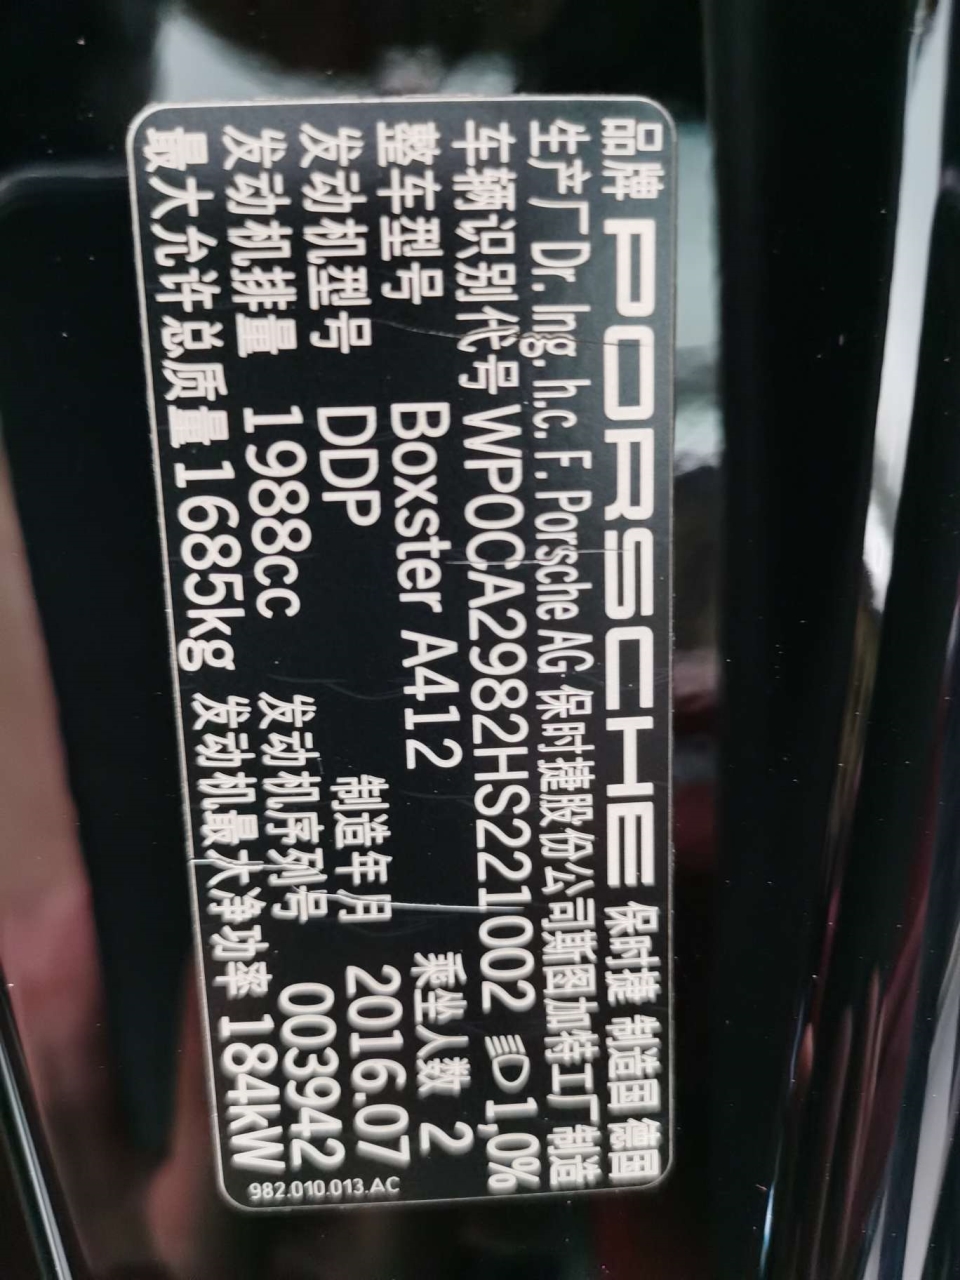 品牌 PORSCHE 保时捷 制造国 德国
生产厂Dr. Ing. h.c. F. Porsche AG 保时捷股份公司斯图加特工厂制造
车辆识别代号 WP0CA2982HS221002 1,0%
整车型号 Boxster A412 乘坐人数 2
发动机型号 DDP 制造年月 2016.07
发动机排量 1988cc 发动机序列号 003942
最大允许总质量 1685kg 发动机最大净功率 184kW
982.010.013.AC